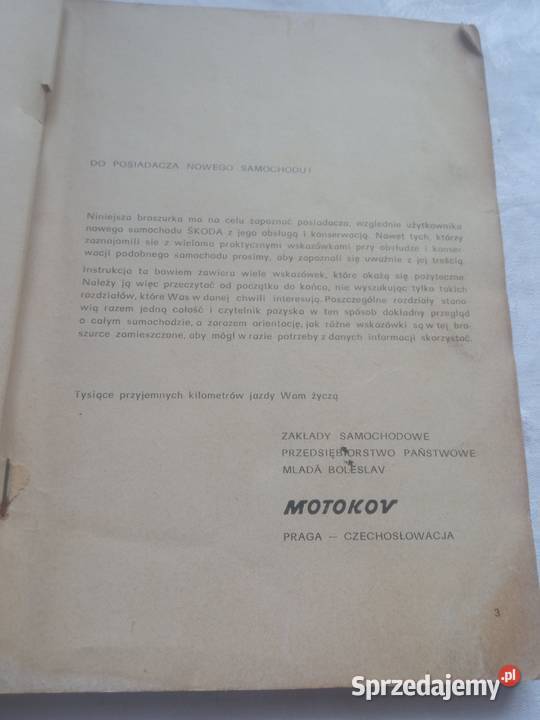 DO POSIADACZA NOWEGO SAMOCHODU!
Niniejsza broszurka ma na celu zapoznać posiadacza, względnie użytkownika
nowego samochodu ŠKODA z jego obsługą i konserwacją. Nawet tych, którzy
zaznajomili się z wieloma praktycznymi wskazówkami przy obsłudze i konser
wacji podobnego samochodu prosimy, aby zapoznali się uważnie z jej treścią.
Instrukcja ta bowiem zawiera wiele wskazówek, które okażą się pożyteczne.
Należy ją więc przeczytać od początku do końca, nie wyszukując tylko takich
rozdziałów, które Was w danej chwili interesują. Poszczególne rozdziały stano
wią razem jedną całość i czytelnik pozyska w ten sposób dokładny przegląd
o całym samochodzie, a zarazem orientację, jak różne wskazówki są w tej bro
szurce zamieszczone, aby mógł w razie potrzeby z danych informacji skorzystać.
Tysiące przyjemnych kilometrów jazdy Wam życzą
ZAKŁADY SAMOCHODOWE
PRZEDSIĘBIORSTWO PAŃSTWOWE
MLADÁ BOLESLAV
MOTOKOV
PRAGA – CZECHOSŁOWACJA
3
Sprzedajemy.pl